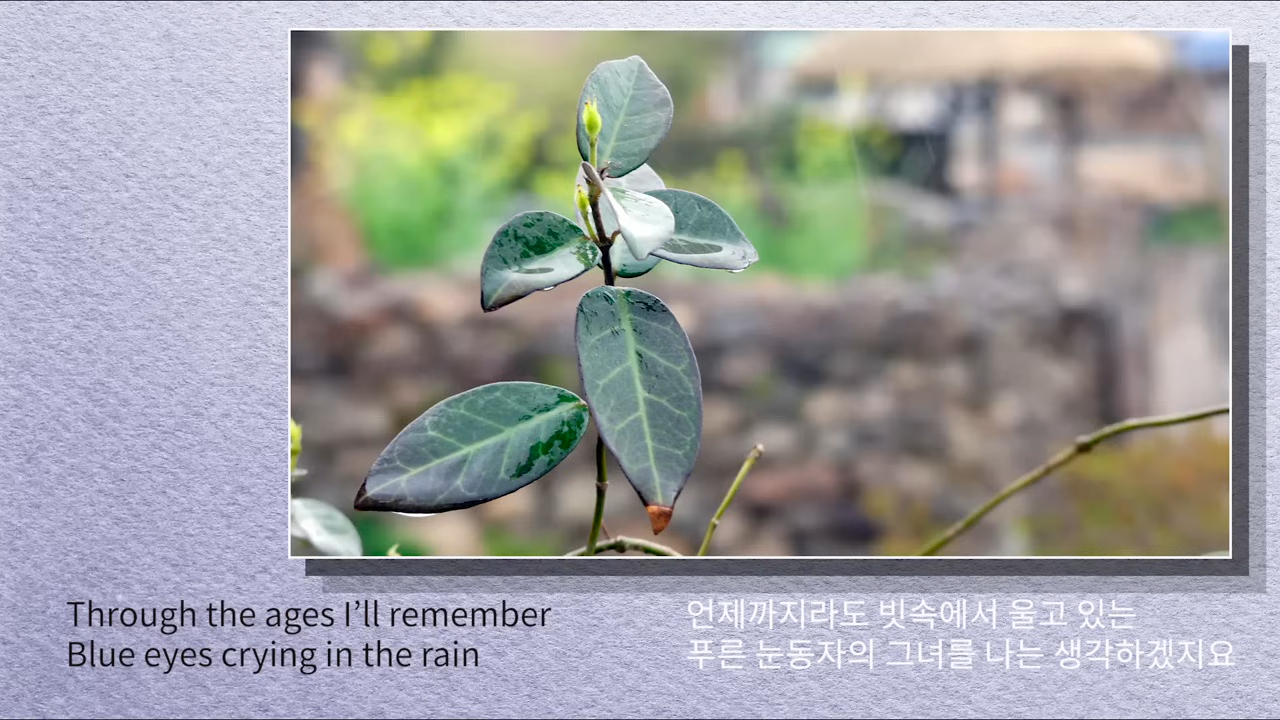 Through the ages I’ll remember
Blue eyes crying in the rain
언제까지라도 빗속에서 울고 있는
푸른 눈동자의 그녀를 나는 생각하겠지요